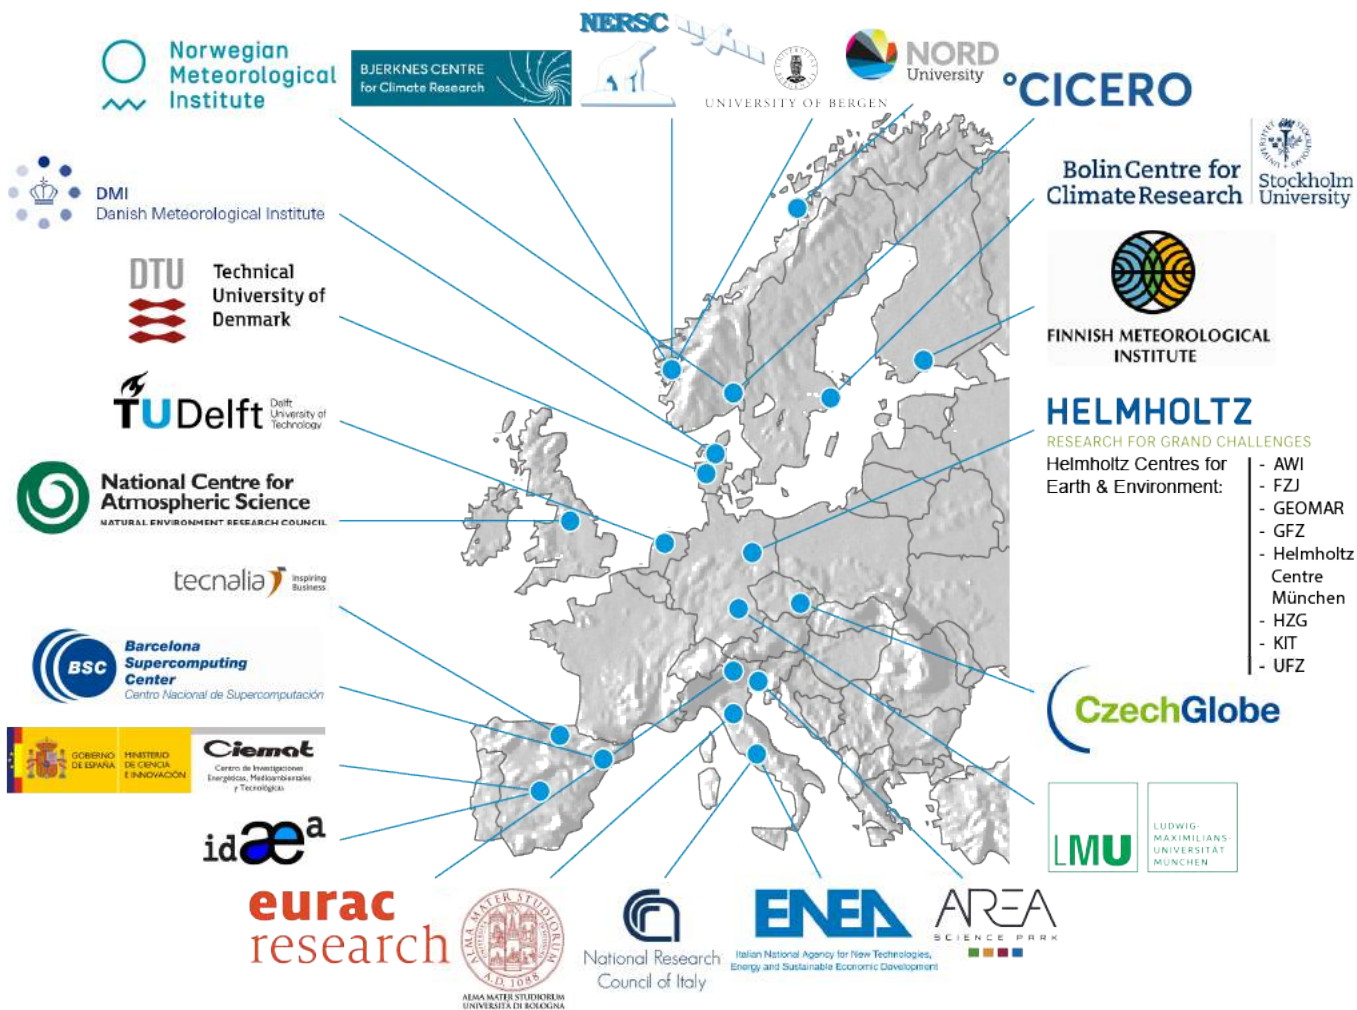 Norwegian
Meteorological
Institute
BJERKNES CENTRE
for Climate Research
NERSC
UNIVERSITY OF BERGEN
NORD
University
°CICERO
Bolin Centre for
Climate Research
Stockholm
University
DMI
Danish Meteorological Institute
DTU
Technical
University of
Denmark
FINNISH METEOROLOGICAL
INSTITUTE
TUDelft
Delft
University of
Technology
HELMHOLTZ
RESEARCH FOR GRAND CHALLENGES
Helmholtz Centres for
Earth & Environment:
- AWI
- FZJ
- GEOMAR
- GFZ
- Helmholtz
Centre
München
- HZG
- KIT
- UFZ
National Centre for
Atmospheric Science
NATURAL ENVIRONMENT RESEARCH COUNCIL
tecnalia
Inspiring
Business
BSC
Barcelona
Supercomputing
Center
Centro Nacional de Supercomputación
CzechGlobe
GOBIERNO
DE ESPAÑA
MINISTERIO
DE CIENCIA
E INNOVACIÓN
Ciemat
Centro de Investigaciones
Energéticas, Medioambientales
y Tecnológicas
idæa
LMU
LUDWIG-
MAXIMILIANS-
UNIVERSITÄT
MÜNCHEN
eurac
research
ALMA MATER STUDIORUM
A.D. 1088
ALMA MATER STUDIORUM
UNIVERSITÀ DI BOLOGNA
National Research
Council of Italy
ENEA
Italian National Agency for New Technologies,
Energy and Sustainable Economic Development
AREA
SCIENCE PARK